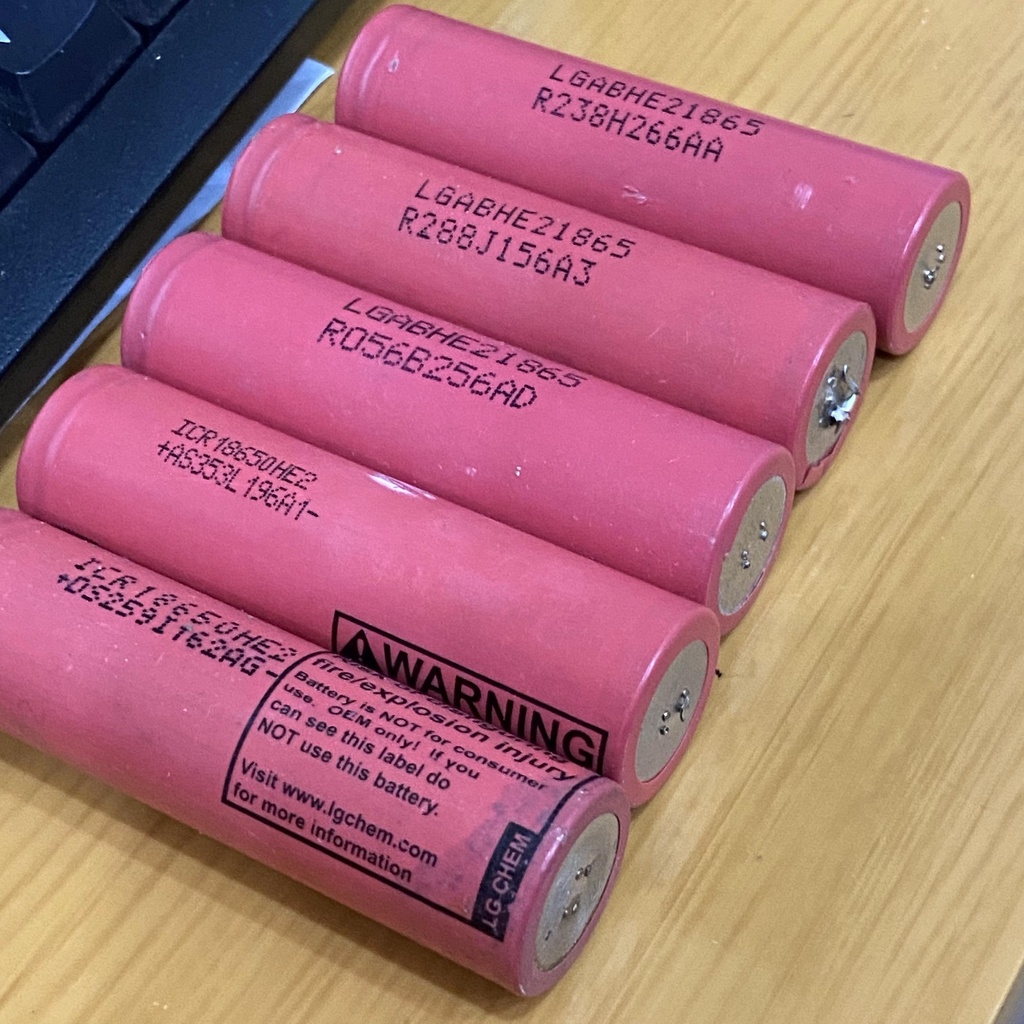 LGABHE21865
R238H266AA
LGABHE21865
R288J156A3
LGABHE21865
R056B256AD
ICR18650HE2
+AS353L196A1-
WARNING
ICR18650HE2
+DS259I162AG-
fire/explosion injury
Battery is NOT for consumer
use. OEM only! If you
can see this label do
NOT use this battery.
Visit www.lgchem.com
for more information
LG CHEM